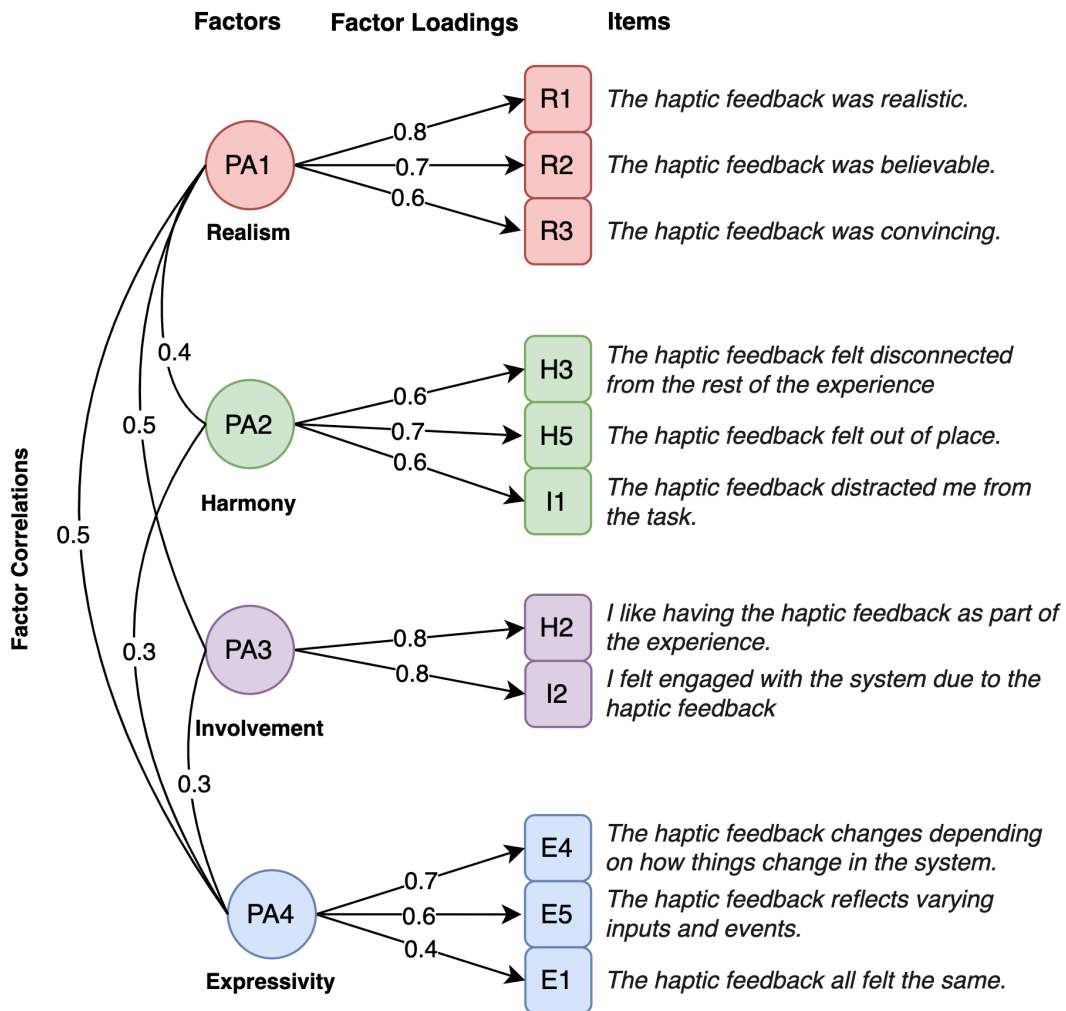 Factors
Factor Loadings
Items
R1
The haptic feedback was realistic.
0.8
PA1
0.7
R2
The haptic feedback was believable.
0.6
Realism
R3
The haptic feedback was convincing.
0.4
H3
The haptic feedback felt disconnected
from the rest of the experience
0.6
0.5
PA2
0.7
H5
The haptic feedback felt out of place.
0.6
Harmony
I1
The haptic feedback distracted me from
the task.
Factor Correlations
0.5
H2
I like having the haptic feedback as part of
the experience.
0.8
0.3
PA3
0.8
I2
I felt engaged with the system due to the
haptic feedback
Involvement
0.3
E4
The haptic feedback changes depending
on how things change in the system.
0.7
PA4
0.6
E5
The haptic feedback reflects varying
inputs and events.
0.4
Expressivity
E1
The haptic feedback all felt the same.